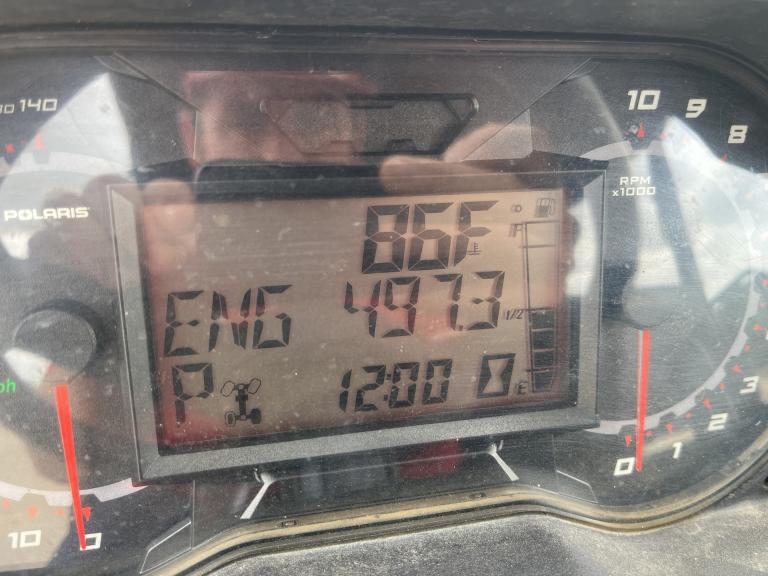 140
POLARIS
10
0
ph
86F
F
ENG 497.3
1/2
P 12:00
E
10 9 8
RPM
x1000
3
2
1
0